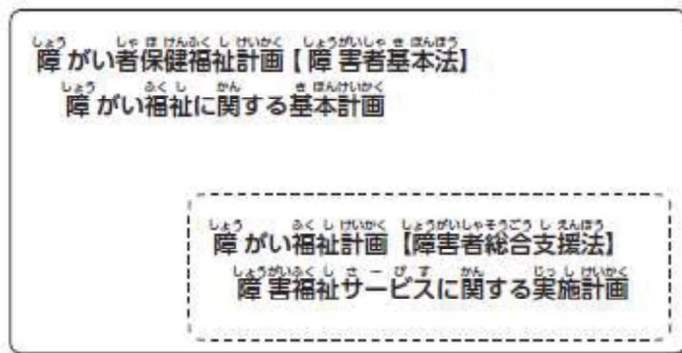 障がい者保健福祉計画【障害者基本法】
障がい福祉に関する基本計画
障がい福祉計画【障害者総合支援法】
障害福祉サービスに関する実施計画